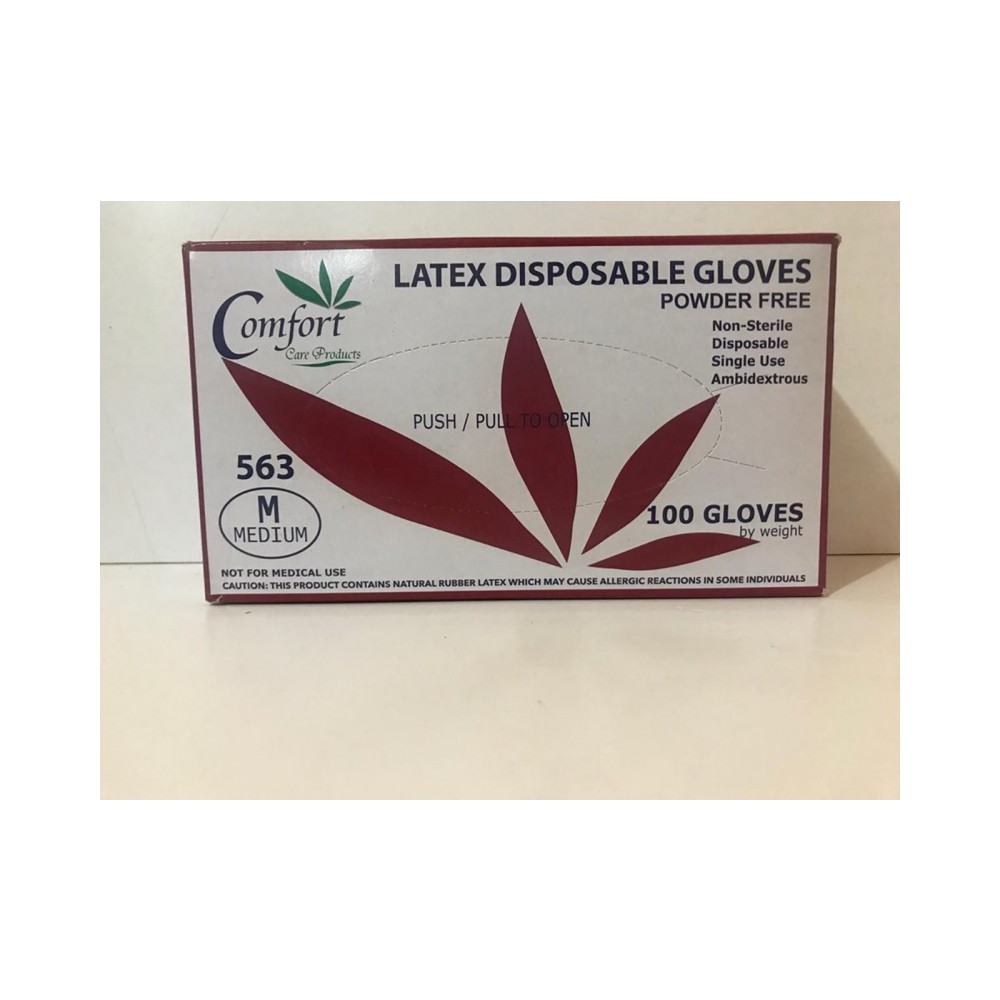 LATEX DISPOSABLE GLOVES
POWDER FREE
Comfort
Care Products
Non-Sterile
Disposable
Single Use
Ambidextrous
PUSH / PULL TO OPEN
563
M
MEDIUM
100 GLOVES
by weight
NOT FOR MEDICAL USE
CAUTION: THIS PRODUCT CONTAINS NATURAL RUBBER LATEX WHICH MAY CAUSE ALLERGIC REACTIONS IN SOME INDIVIDUALS